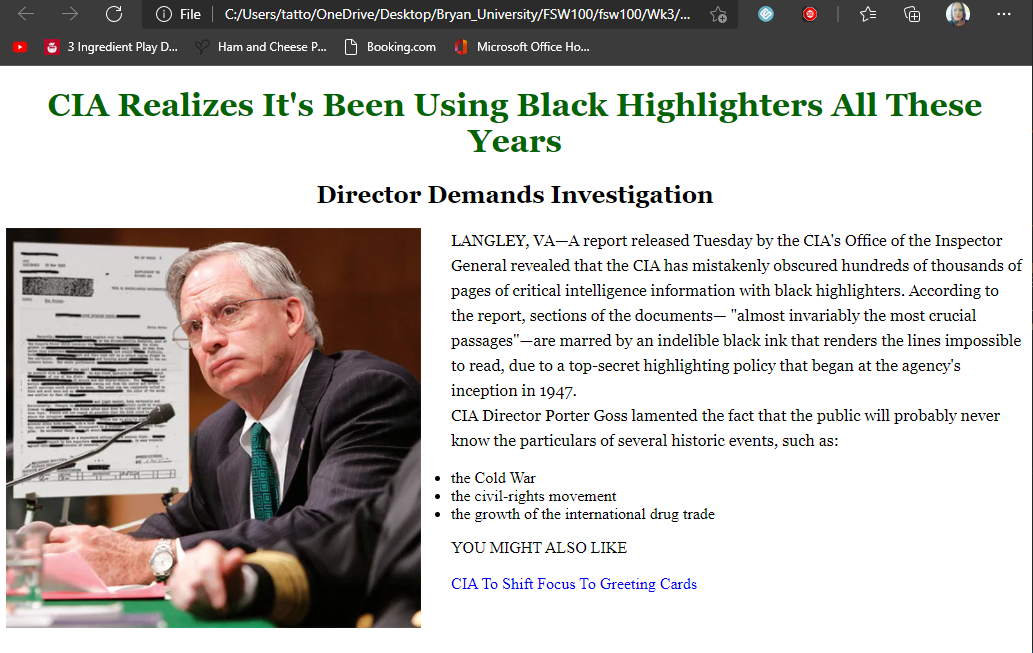 File
C:/Users/tatto/OneDrive/Desktop/Bryan_University/FSW100/fsw100/Wk3/...
3 Ingredient Play D...
Ham and Cheese P...
Booking.com
Microsoft Office Ho...
CIA Realizes It's Been Using Black Highlighters All These
Years
Director Demands Investigation
LANGLEY, VA—A report released Tuesday by the CIA's Office of the Inspector
General revealed that the CIA has mistakenly obscured hundreds of thousands of
pages of critical intelligence information with black highlighters. According to
the report, sections of the documents— "almost invariably the most crucial
passages"—are marred by an indelible black ink that renders the lines impossible
to read, due to a top-secret highlighting policy that began at the agency's
inception in 1947.
CIA Director Porter Goss lamented the fact that the public will probably never
know the particulars of several historic events, such as:
the Cold War
the civil-rights movement
the growth of the international drug trade
YOU MIGHT ALSO LIKE
CIA To Shift Focus To Greeting Cards